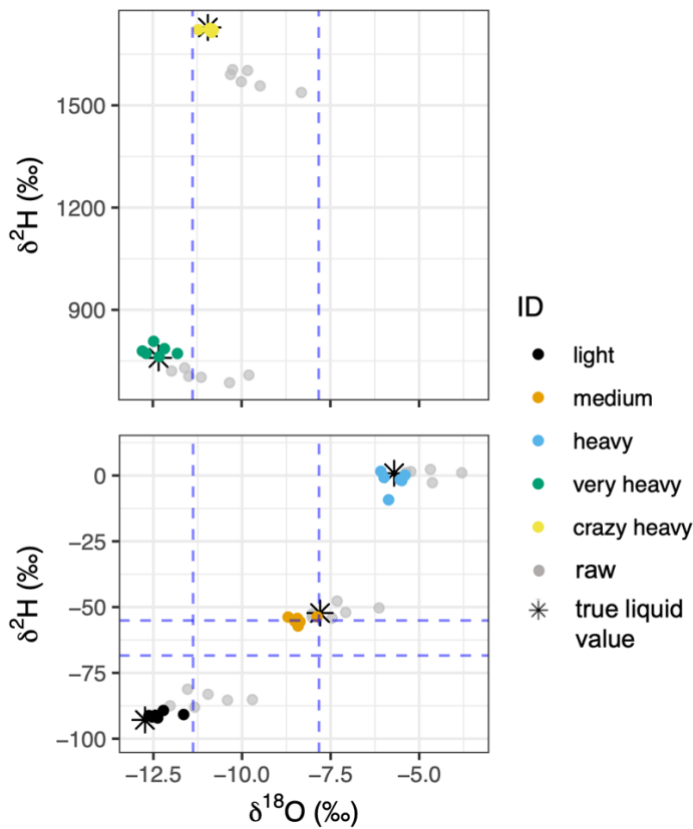 1500
1200
900
δ²H (‰)
0
−25
−50
−75
−100
δ²H (‰)
−12.5 −10.0 −7.5 −5.0
δ¹⁸O (‰)
ID
light
medium
heavy
very heavy
crazy heavy
raw
true liquid
value